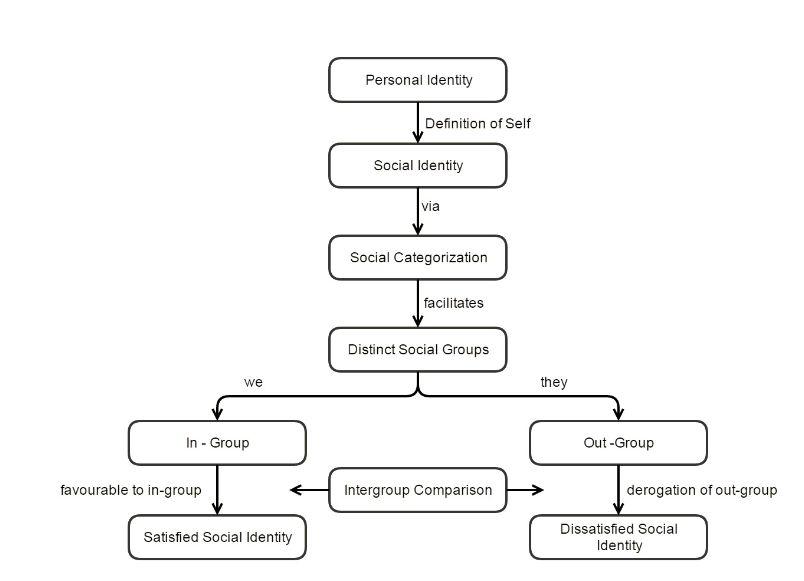 Personal Identity
Definition of Self
Social Identity
via
Social Categorization
facilitates
Distinct Social Groups
we
they
In - Group
Out -Group
favourable to in-group
Intergroup Comparison
derogation of out-group
Satisfied Social Identity
Dissatisfied Social
Identity